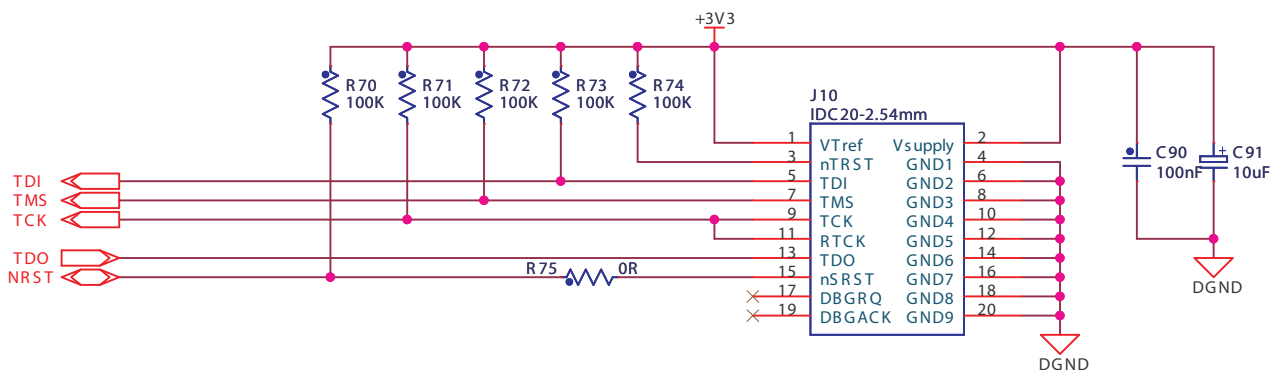 +3V3
R70
100K
R71
100K
R72
100K
R73
100K
R74
100K
J10
IDC20-2.54mm
1 VTref Vsupply 2
3 nTRST GND1 4
5 TDI GND2 6
7 TMS GND3 8
9 TCK GND4 10
11 RTCK GND5 12
13 TDO GND6 14
15 nSRST GND7 16
17 DBGRQ GND8 18
19 DBGACK GND9 20
C90
100nF
+
C91
10uF
TDI
TMS
TCK
TDO
NRST
R75 0R
DGND
DGND